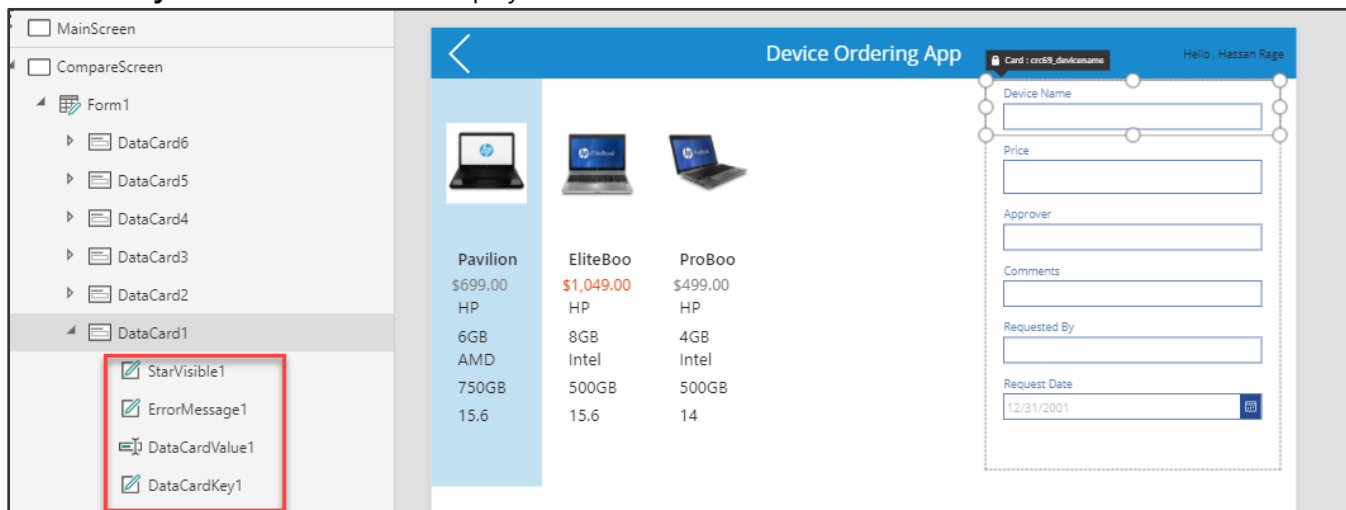 MainScreen
CompareScreen
Form1
DataCard6
DataCard5
DataCard4
DataCard3
DataCard2
DataCard1
StarVisible1
ErrorMessage1
DataCardValue1
DataCardKey1
Device Ordering App
Card : crc69_devicename
Hello , Hassan Rage
Pavilion EliteBoo ProBoo
$699.00 $1,049.00 $499.00
HP HP HP
6GB 8GB 4GB
AMD Intel Intel
750GB 500GB 500GB
15.6 15.6 14
Device Name
Price
Approver
Comments
Requested By
Request Date
12/31/2001